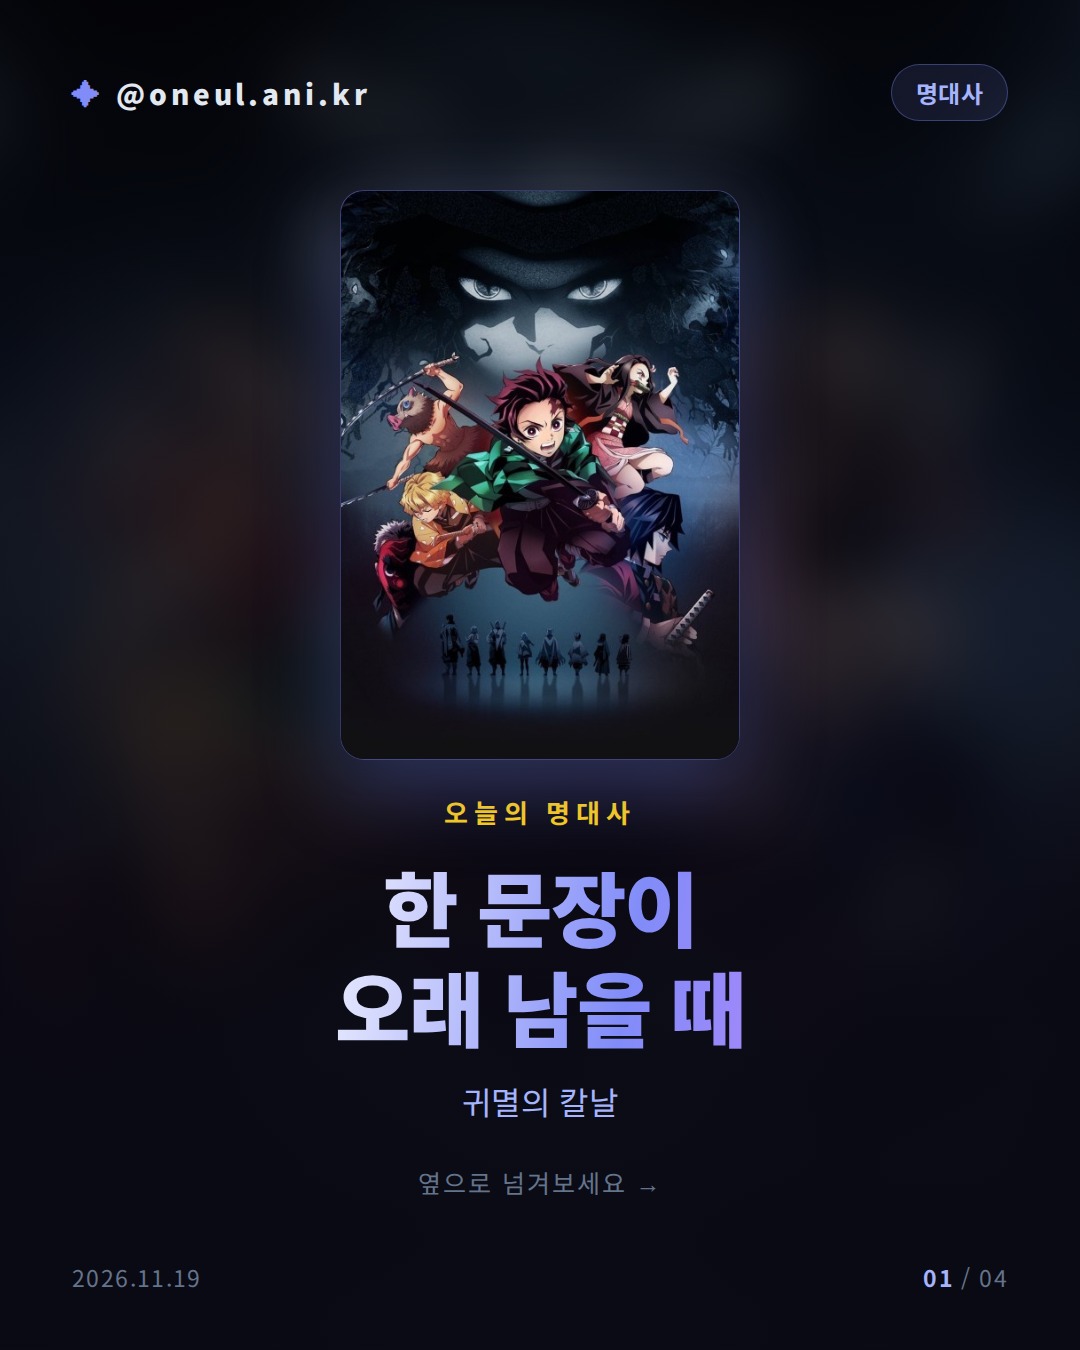 @oneul.ani.kr
명대사
오늘의 명대사
한 문장이
오래 남을 때
귀멸의 칼날
옆으로 넘겨보세요 →
2026.11.19
01 / 04